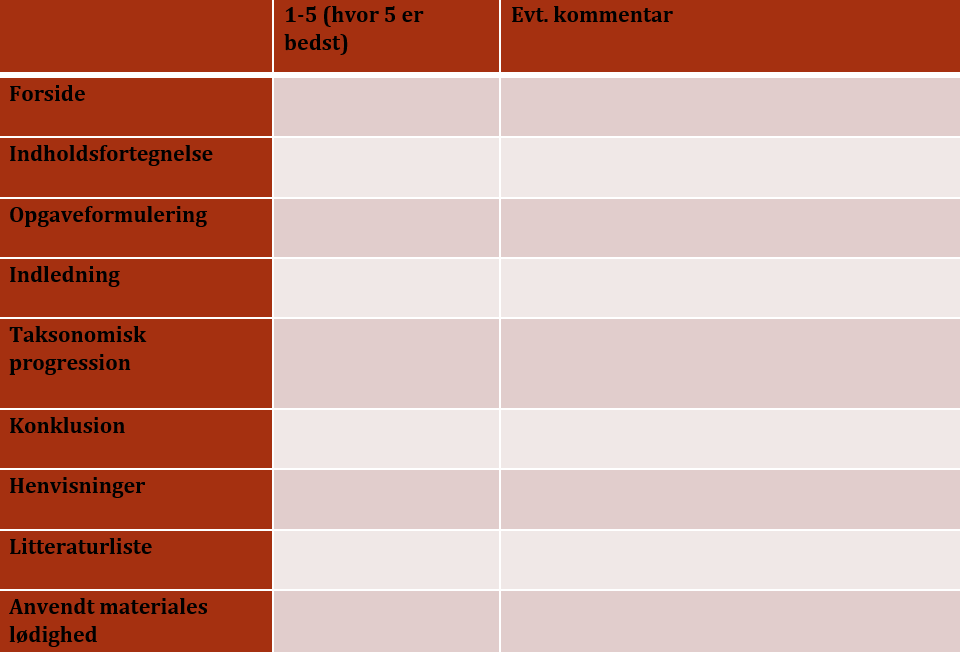 1-5 (hvor 5 er
bedst)
Evt. kommentar
Forside
Indholdsfortegnelse
Opgaveformulering
Indledning
Taksonomisk
progression
Konklusion
Henvisninger
Litteraturliste
Anvendt materiales
lødighed